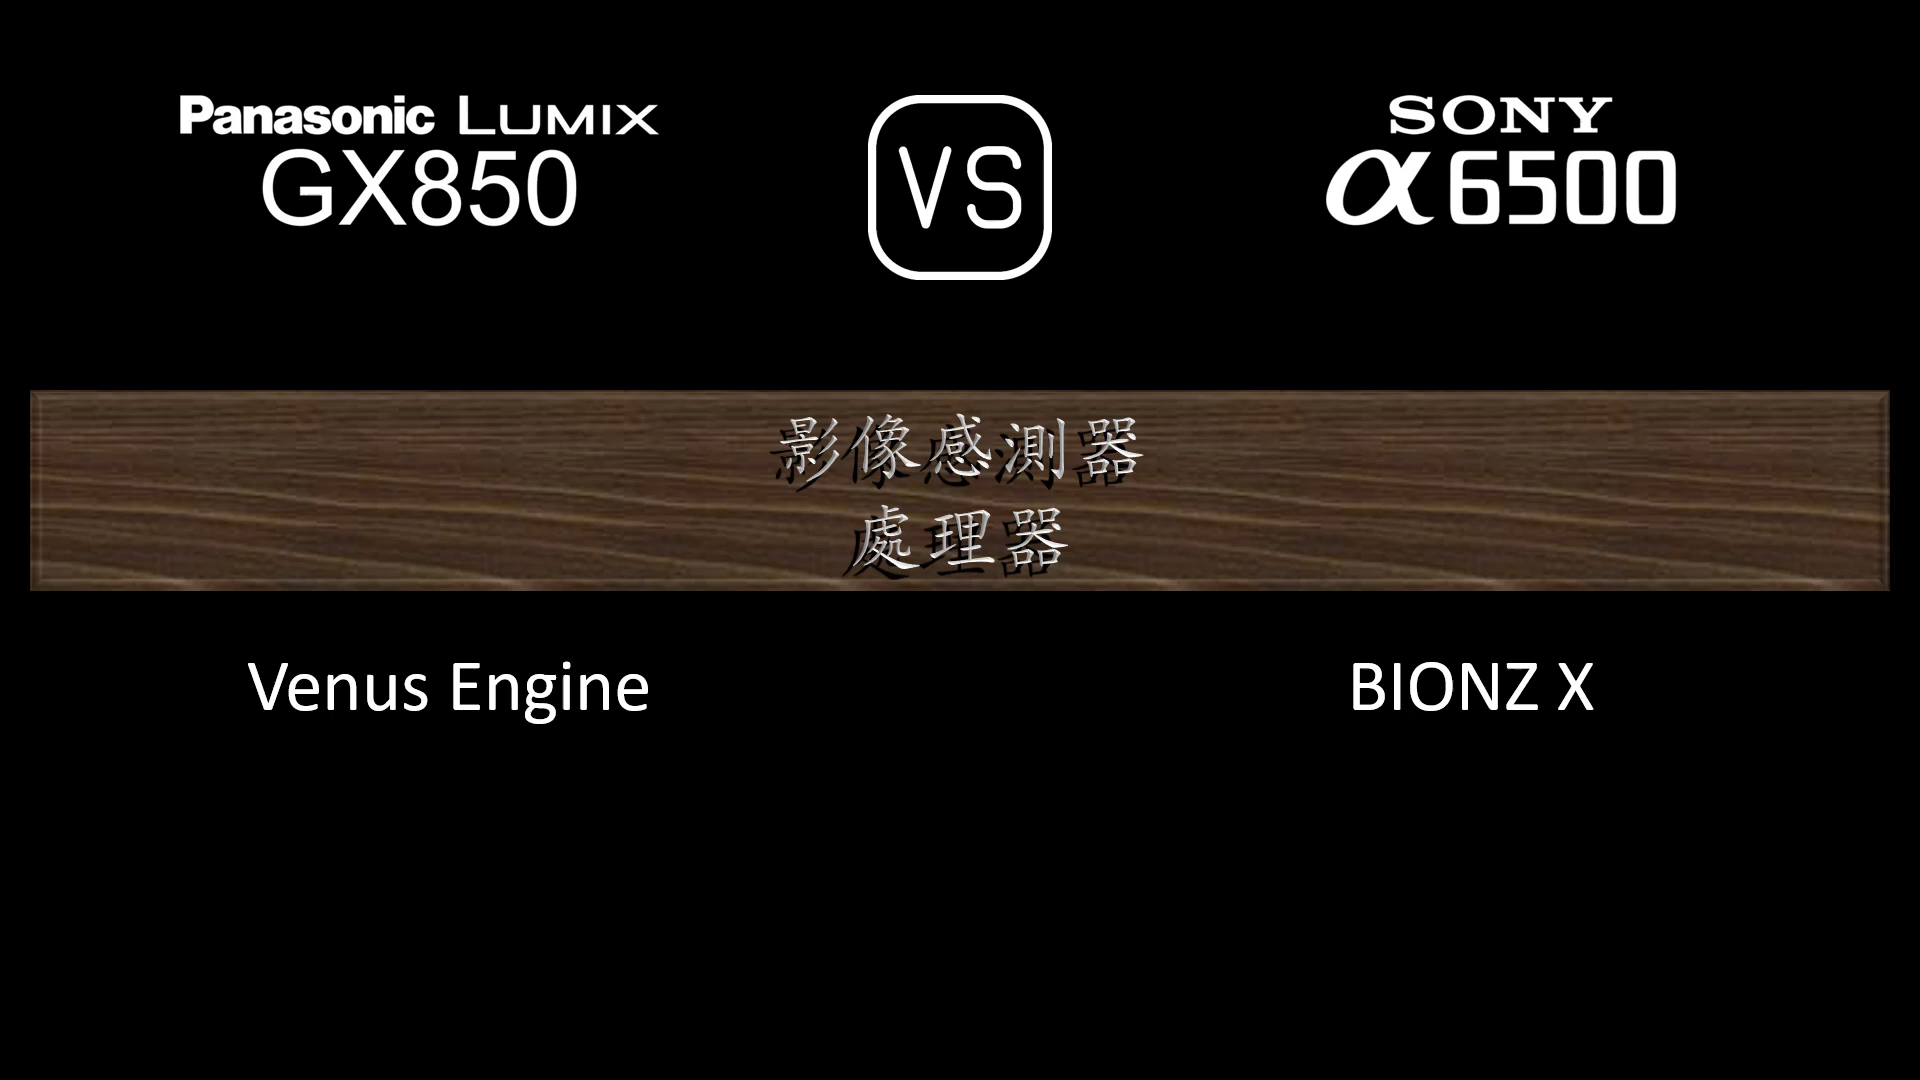 Panasonic LUMIX
GX850
VS
SONY
α6500
影像感測器
處理器
Venus Engine
BIONZ X